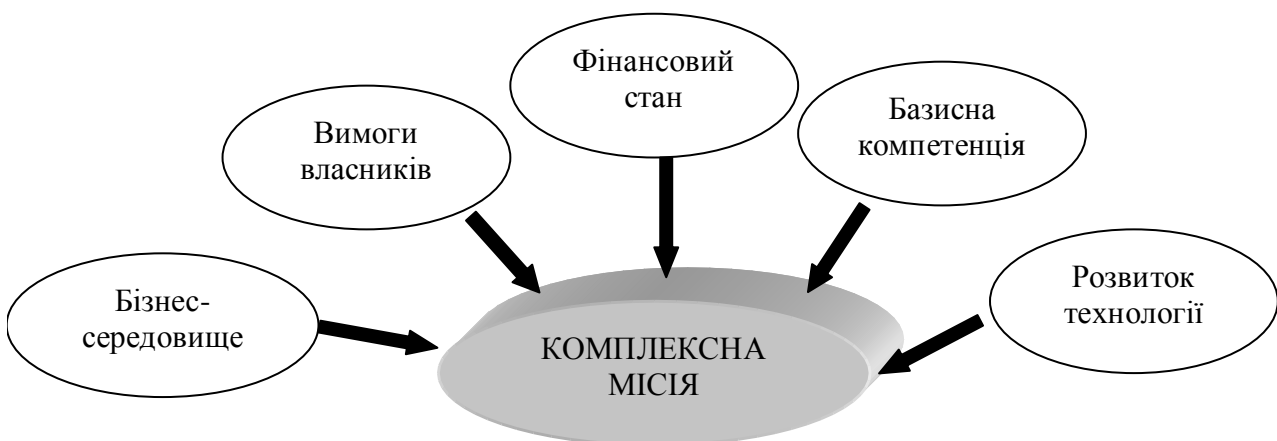 Бізнес-
середовище
Вимоги
власників
Фінансовий
стан
Базисна
компетенція
Розвиток
технології
КОМПЛЕКСНА
МІСІЯ